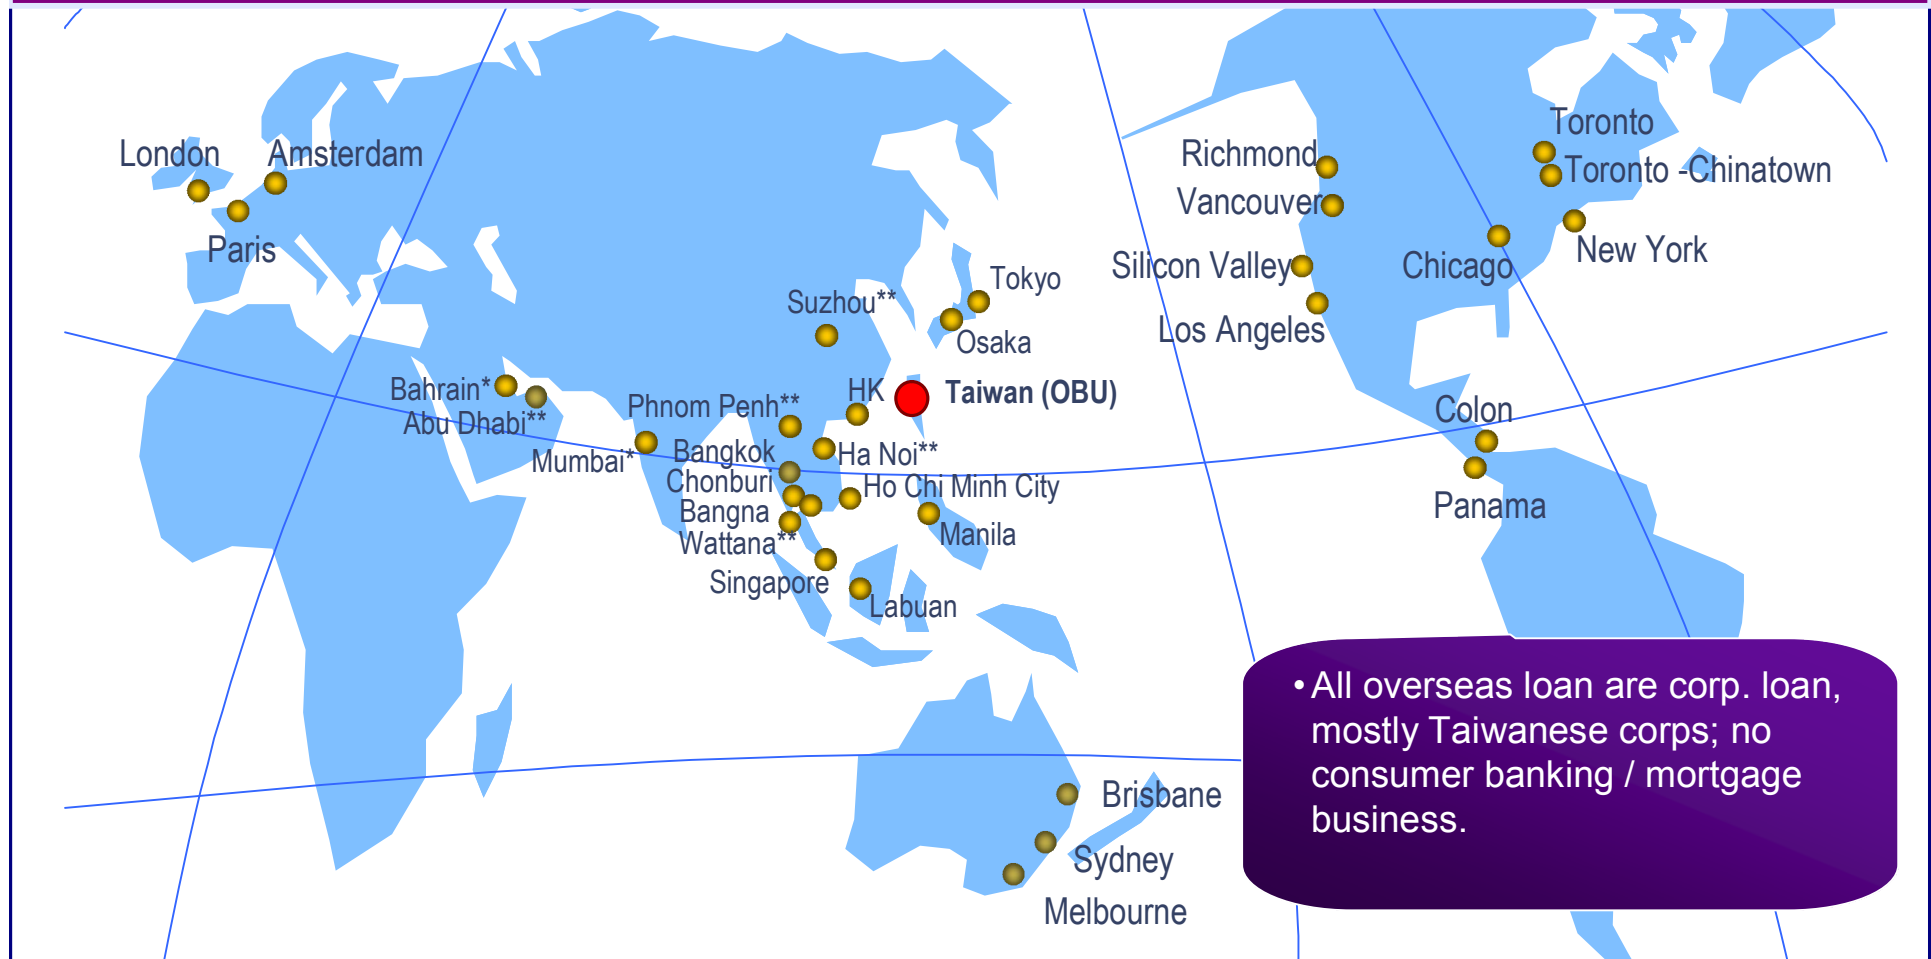 London
Amsterdam
Paris
Richmond
Vancouver
Silicon Valley
Los Angeles
Toronto
Toronto -Chinatown
Chicago
New York
Colon
Panama
Tokyo
Suzhou**
Osaka
HK
Taiwan (OBU)
Bahrain*
Abu Dhabi**
Phnom Penh**
Mumbai*
Bangkok
Ha Noi**
Chonburi
Ho Chi Minh City
Bangna
Wattana**
Manila
Singapore
Labuan
Brisbane
Sydney
Melbourne
•All overseas loan are corp. loan,
mostly Taiwanese corps; no
consumer banking / mortgage
business.